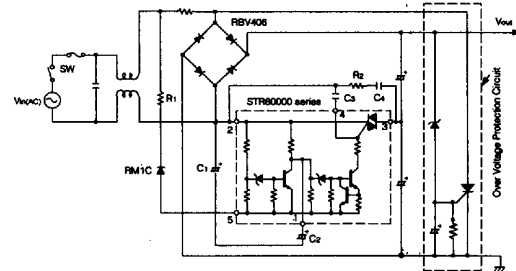 RBV406
Vout
SW
Vin(AC)
R1
RM1C
R2
C3
C4
STR80000 series
2
4
3
C1
5
1
C2
Over Voltage Protection Circuit